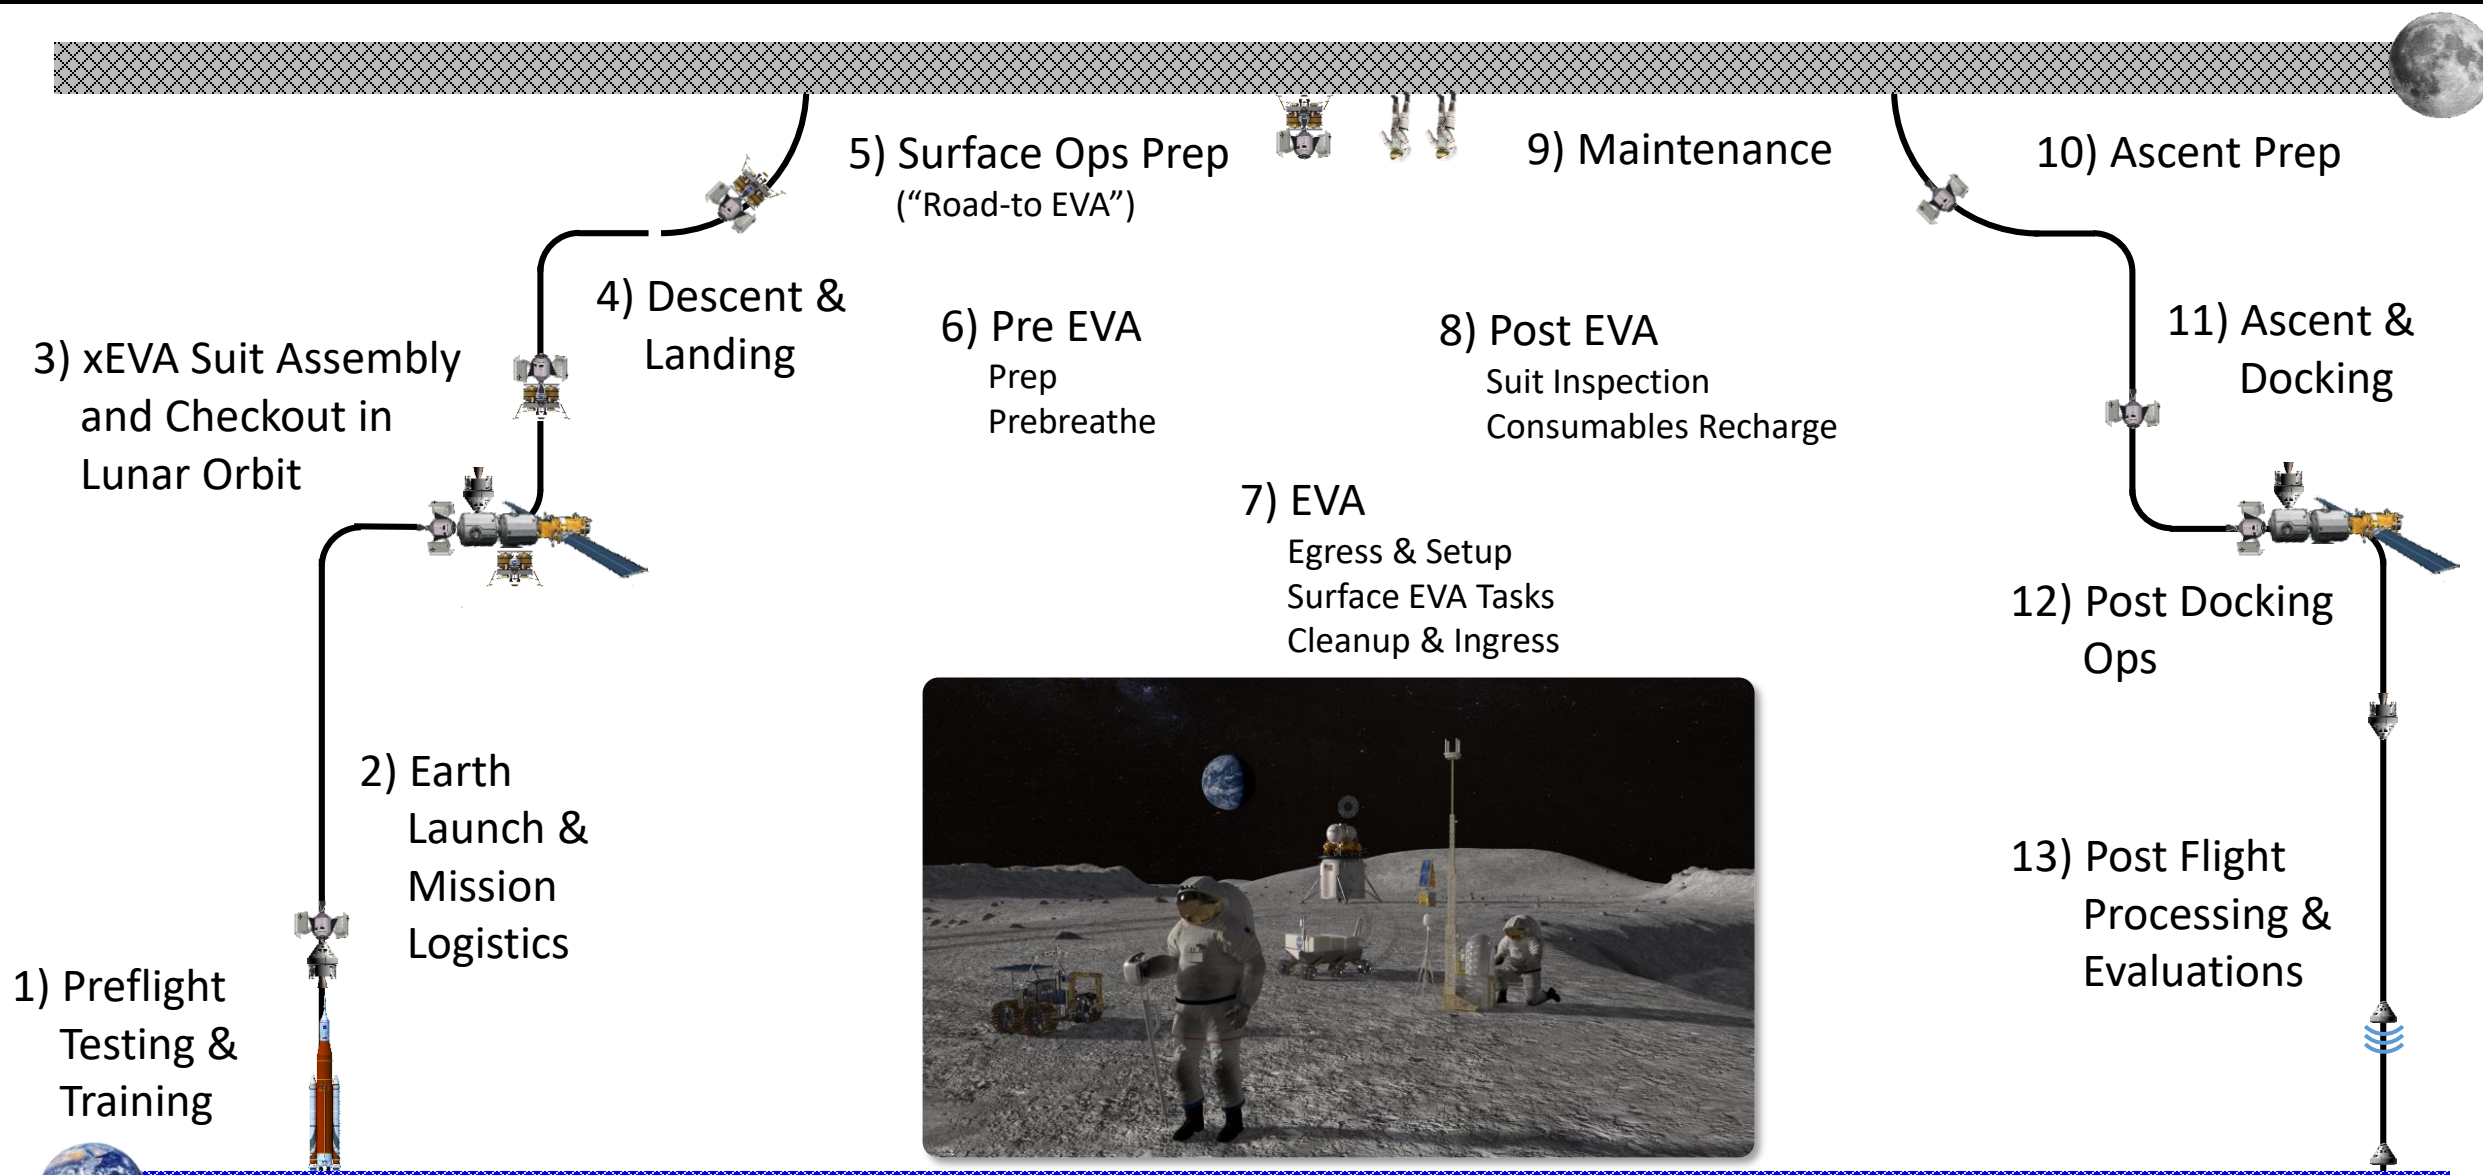 1) Preflight
Testing &
Training
2) Earth
Launch &
Mission
Logistics
3) xEVA Suit Assembly
and Checkout in
Lunar Orbit
4) Descent &
Landing
5) Surface Ops Prep
(“Road-to EVA”)
6) Pre EVA
Prep
Prebreathe
7) EVA
Egress & Setup
Surface EVA Tasks
Cleanup & Ingress
8) Post EVA
Suit Inspection
Consumables Recharge
9) Maintenance
10) Ascent Prep
11) Ascent &
Docking
12) Post Docking
Ops
13) Post Flight
Processing &
Evaluations